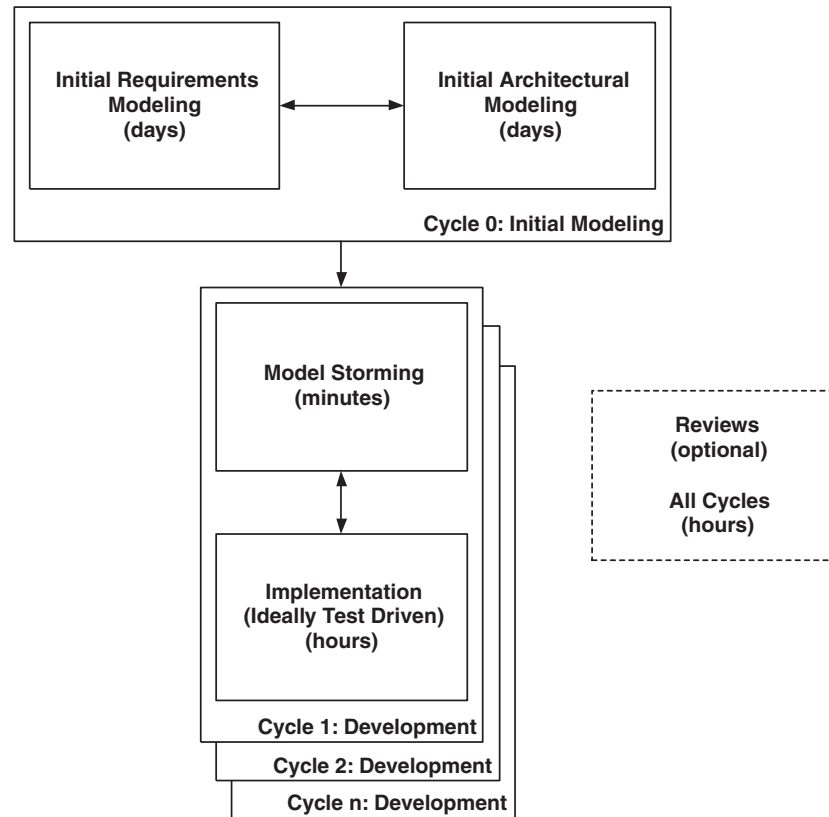 Initial Requirements
Modeling
(days)
Initial Architectural
Modeling
(days)
Cycle 0: Initial Modeling
Model Storming
(minutes)
Reviews
(optional)
All Cycles
(hours)
Implementation
(Ideally Test Driven)
(hours)
Cycle 1: Development
Cycle 2: Development
Cycle n: Development